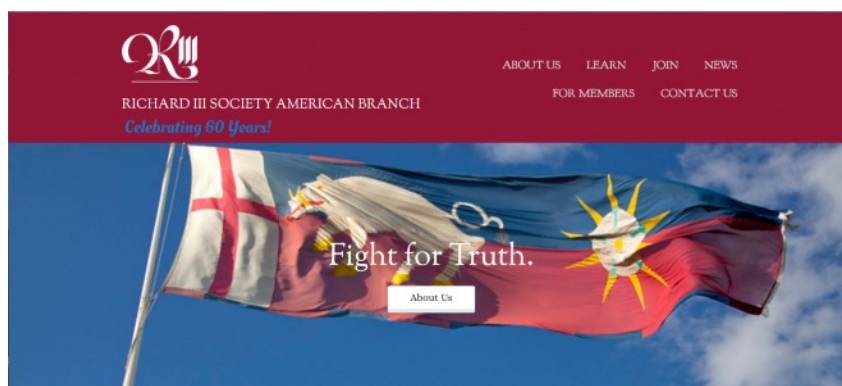 RIII
ABOUT US LEARN JOIN NEWS
FOR MEMBERS CONTACT US
RICHARD III SOCIETY AMERICAN BRANCH
Celebrating 60 Years!
Fight for Truth.
About Us